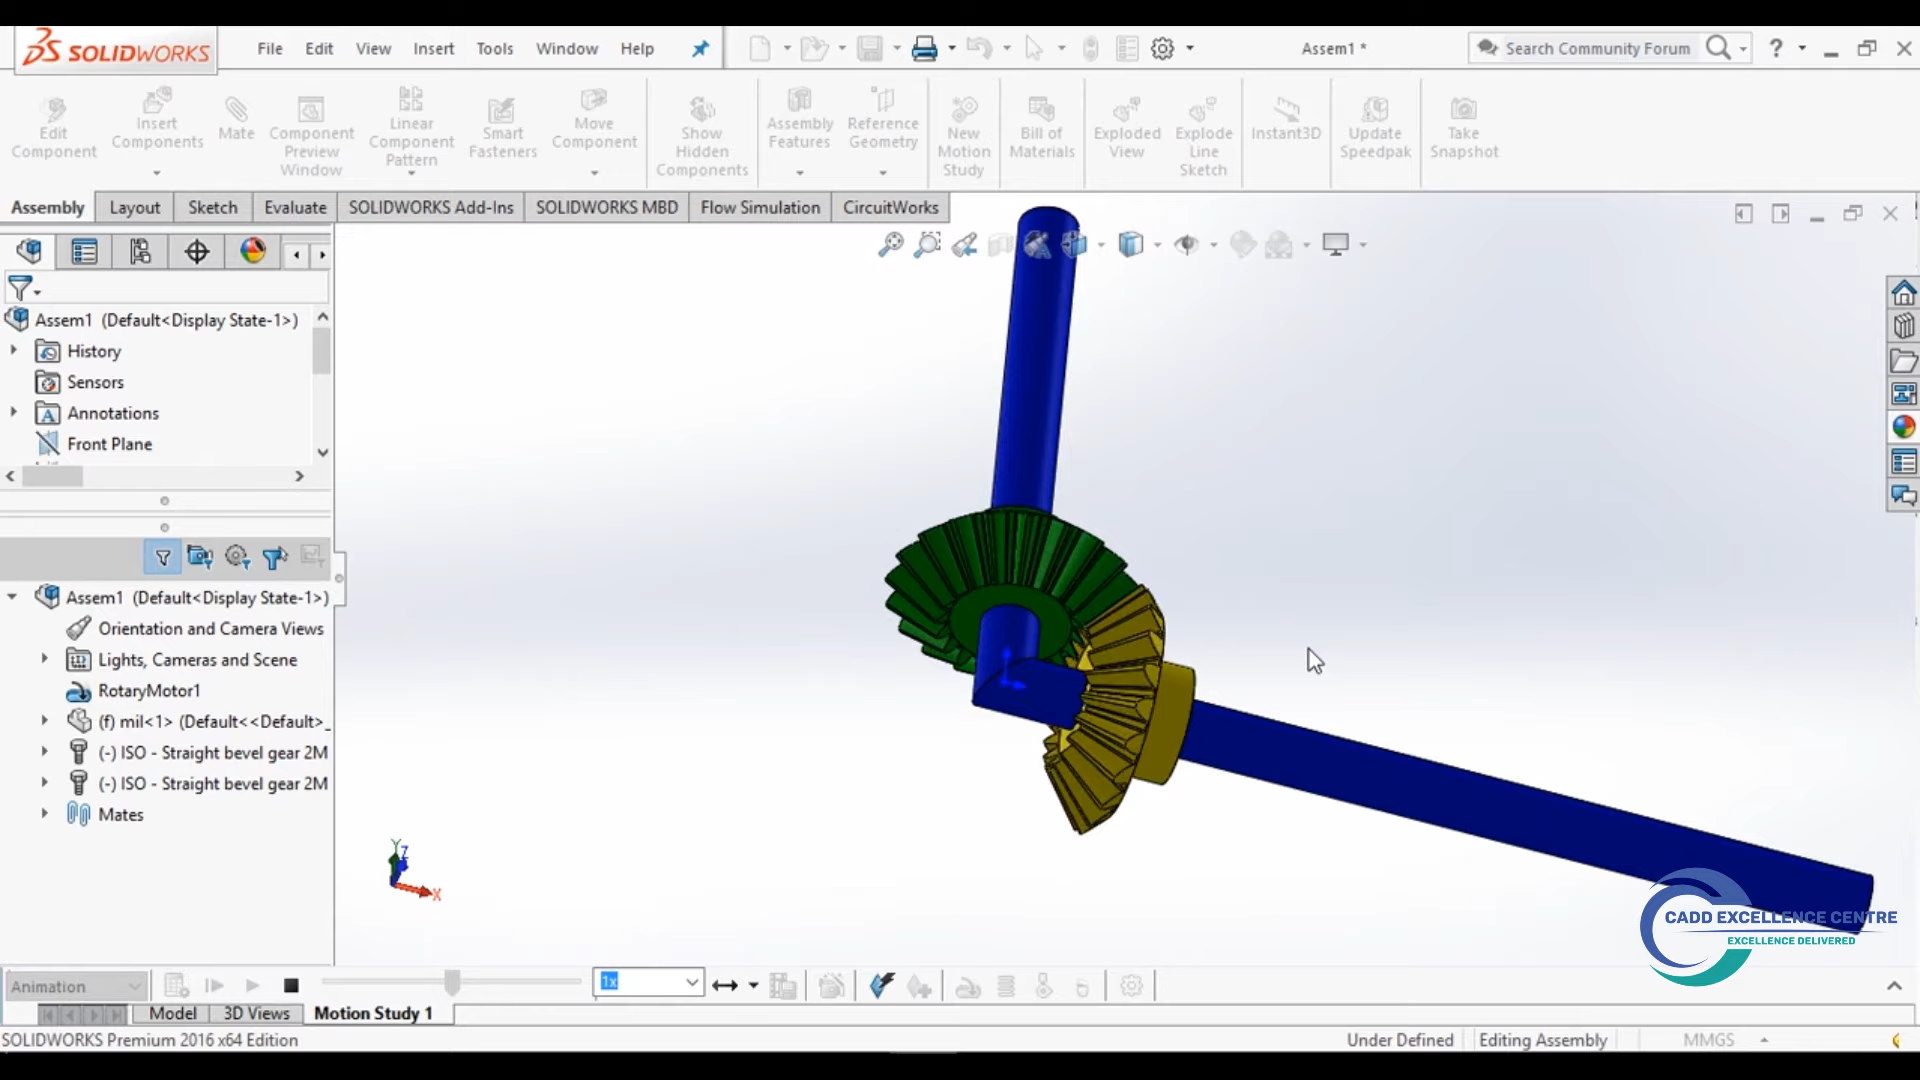 SOLIDWORKS
File Edit View Insert Tools Window Help
Assem1 *
Search Community Forum
?
Edit Component
Insert Components
Mate
Component Preview Window
Linear Component Pattern
Smart Fasteners
Move Component
Show Hidden Components
Assembly Features
Reference Geometry
New Motion Study
Bill of Materials
Exploded View
Explode Line Sketch
Instant3D
Update Speedpak
Take Snapshot
Assembly Layout Sketch Evaluate SOLIDWORKS Add-Ins SOLIDWORKS MBD Flow Simulation CircuitWorks
Assem1 (Default<Display State-1>)
History
Sensors
Annotations
Front Plane
Assem1 (Default<Display State-1>)
Orientation and Camera Views
Lights, Cameras and Scene
RotaryMotor1
(f) mil<1> (Default<<Default>_
(-) ISO - Straight bevel gear 2M
(-) ISO - Straight bevel gear 2M
Mates
Y
Z
X
CADD EXCELLENCE CENTRE
EXCELLENCE DELIVERED
Animation
1x
Model 3D Views Motion Study 1
SOLIDWORKS Premium 2016 x64 Edition
Under Defined Editing Assembly MMGS